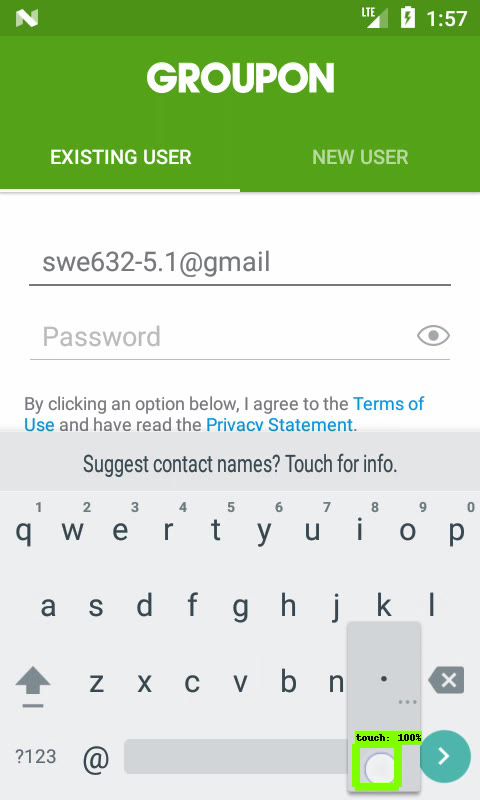 LTE 1:57
GROUPON
EXISTING USER NEW USER
swe632-5.1@gmail
Password
By clicking an option below, I agree to the Terms of
Use and have read the Privacy Statement.
Suggest contact names? Touch for info.
1 2 3 4 5 6 7 8 9 0
q w e r t y u i o p
a s d f g h j k l
z x c v b n . ...
touch: 100%
?123 @